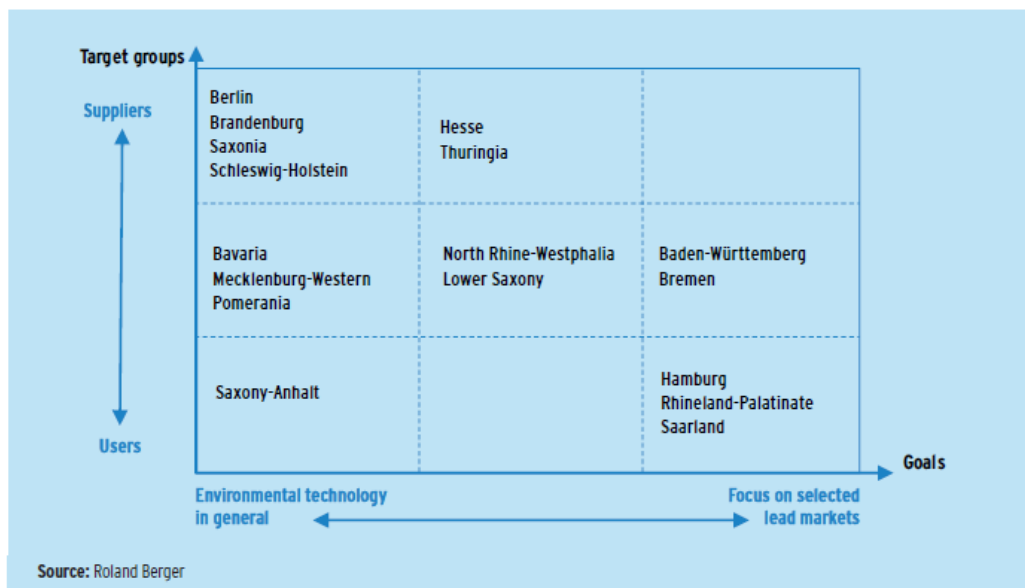 Target groups
Suppliers
Berlin
Brandenburg
Saxonia
Schleswig-Holstein
Hesse
Thuringia
Bavaria
Mecklenburg-Western
Pomerania
North Rhine-Westphalia
Lower Saxony
Baden-Württemberg
Bremen
Saxony-Anhalt
Hamburg
Rhineland-Palatinate
Saarland
Users
Goals
Environmental technology
in general
Focus on selected
lead markets
Source: Roland Berger